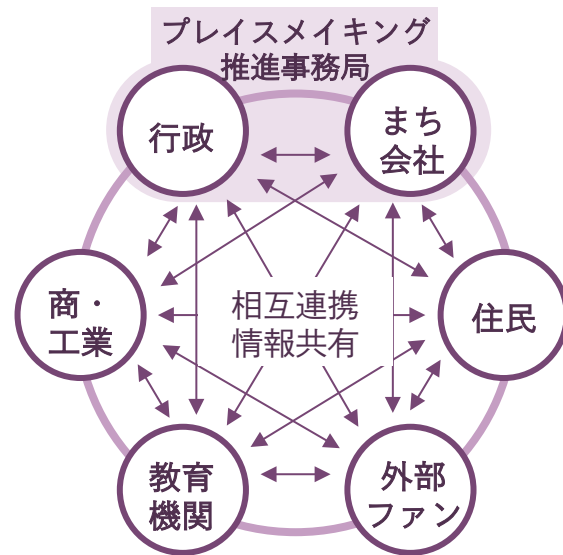 プレイスメイキング
推進事務局
行政
まち
会社
商・
工業
相互連携
情報共有
住民
教育
機関
外部
ファン